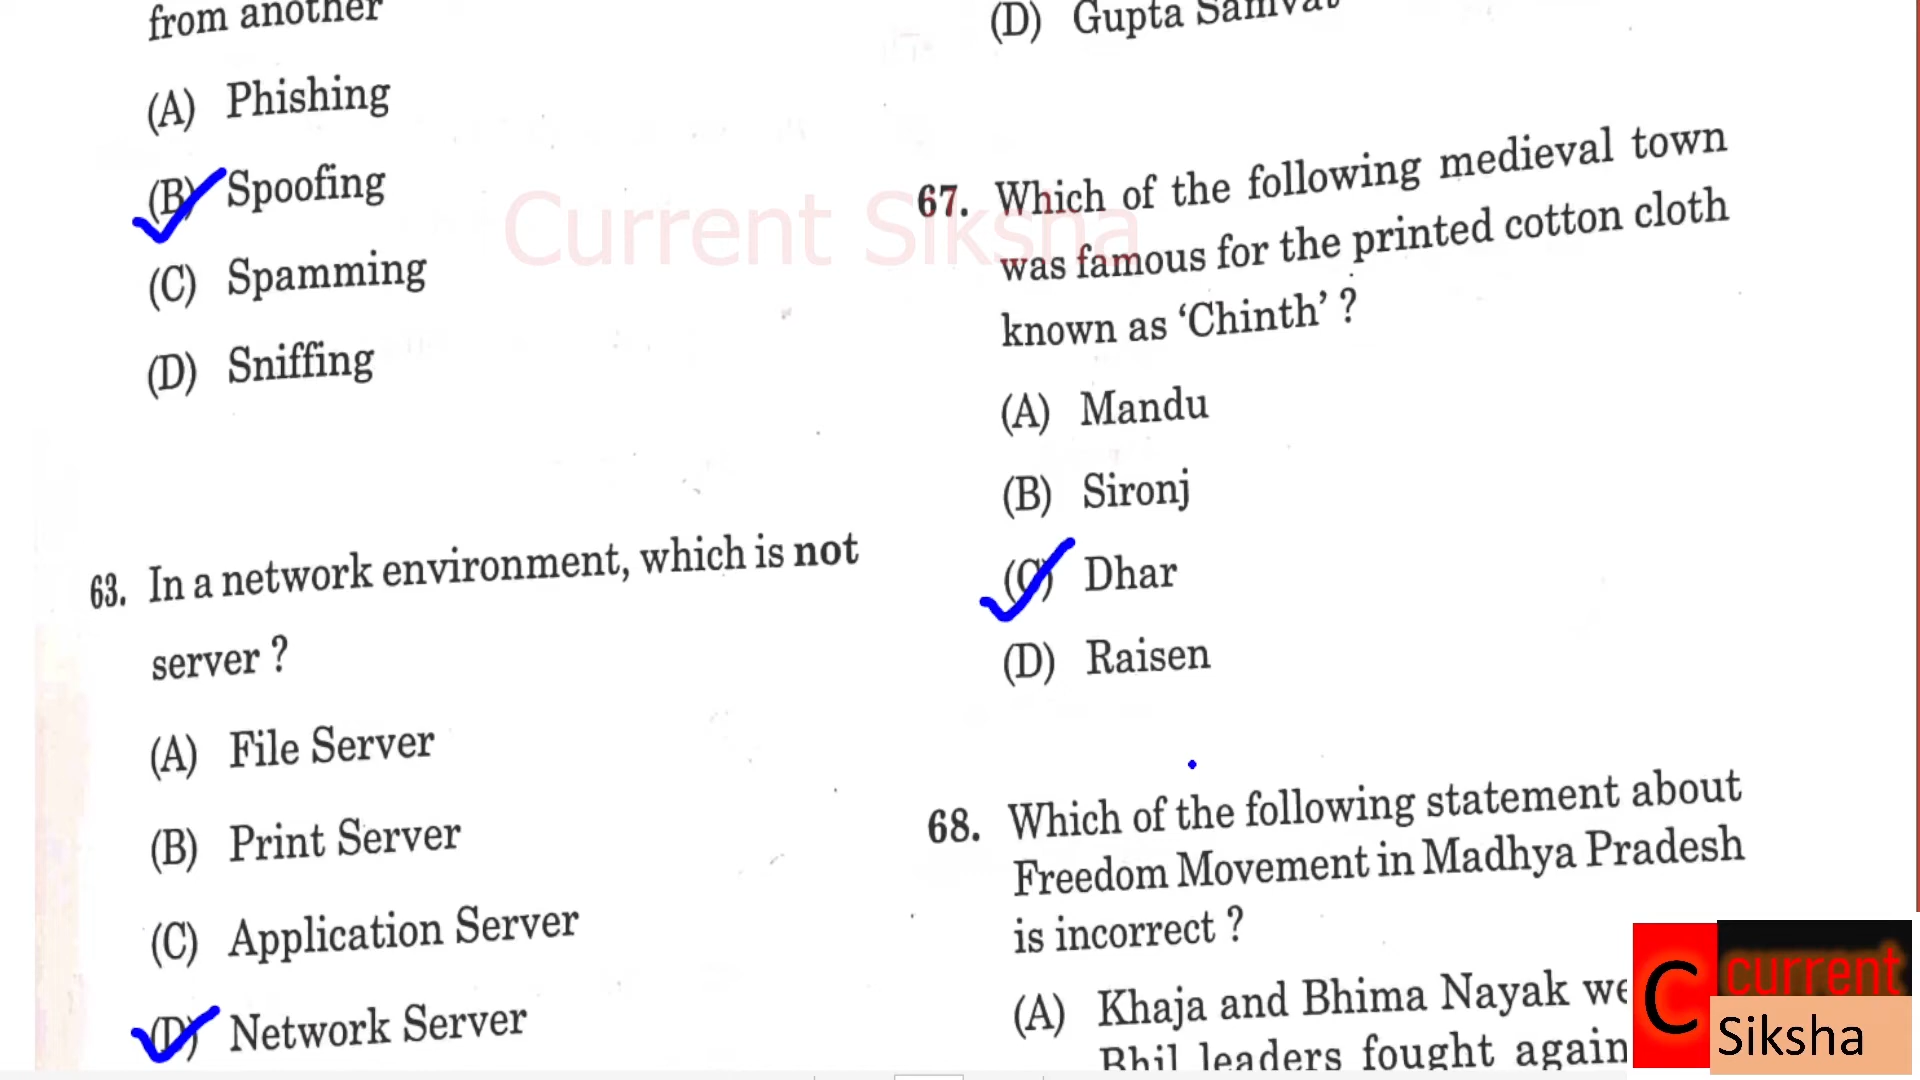 from another
(A) Phishing
(B) Spoofing
(C) Spamming
(D) Sniffing
63. In a network environment, which is not
server ?
(A) File Server
(B) Print Server
(C) Application Server
(D) Network Server
(D) Gupta Samvat
67. Which of the following medieval town
was famous for the printed cotton cloth
known as ‘Chinth’ ?
(A) Mandu
(B) Sironj
(C) Dhar
(D) Raisen
68. Which of the following statement about
Freedom Movement in Madhya Pradesh
is incorrect ?
(A) Khaja and Bhima Nayak we
Bhil leaders fought again
Current Siksha
C current
Siksha